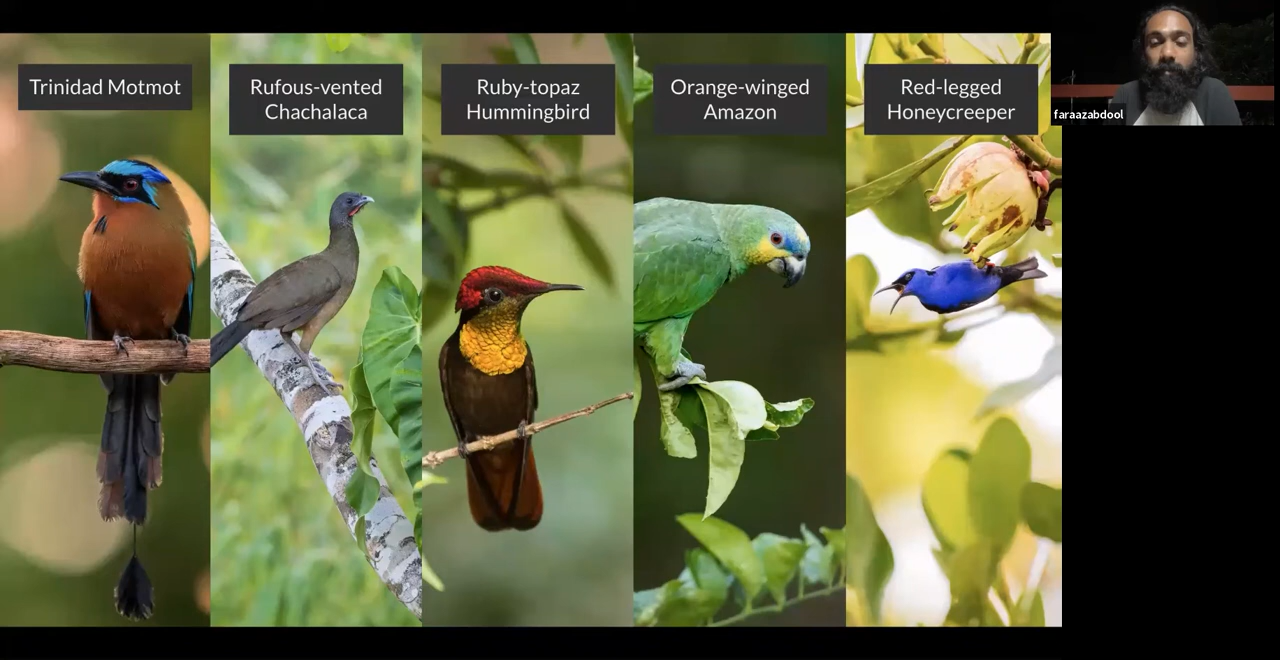 Trinidad Motmot
Rufous-vented
Chachalaca
Ruby-topaz
Hummingbird
Orange-winged
Amazon
Red-legged
Honeycreeper
faraazabdool